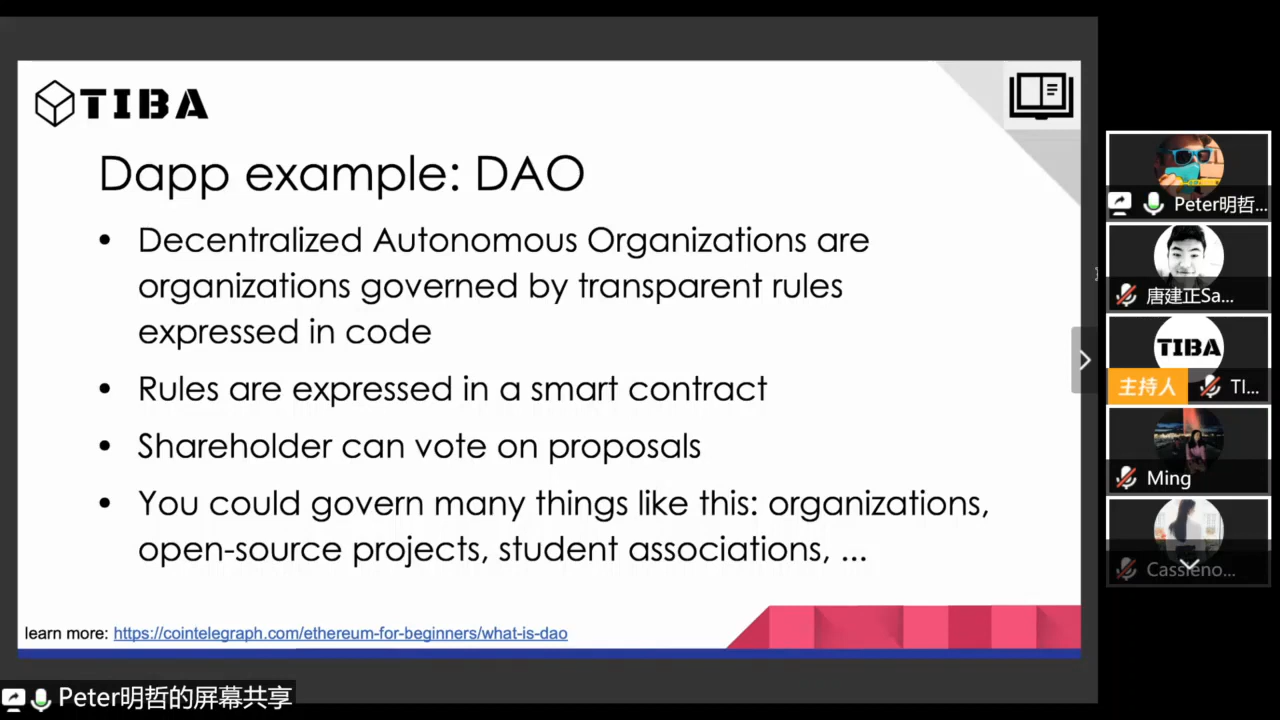 TIBA
Dapp example: DAO
• Decentralized Autonomous Organizations are
organizations governed by transparent rules
expressed in code
• Rules are expressed in a smart contract
• Shareholder can vote on proposals
• You could govern many things like this: organizations,
open-source projects, student associations, ...
learn more: https://cointelegraph.com/ethereum-for-beginners/what-is-dao
Peter明哲的屏幕共享
Peter明哲...
唐建正Sa...
TIBA
主持人 TI...
Ming
Cassieno...